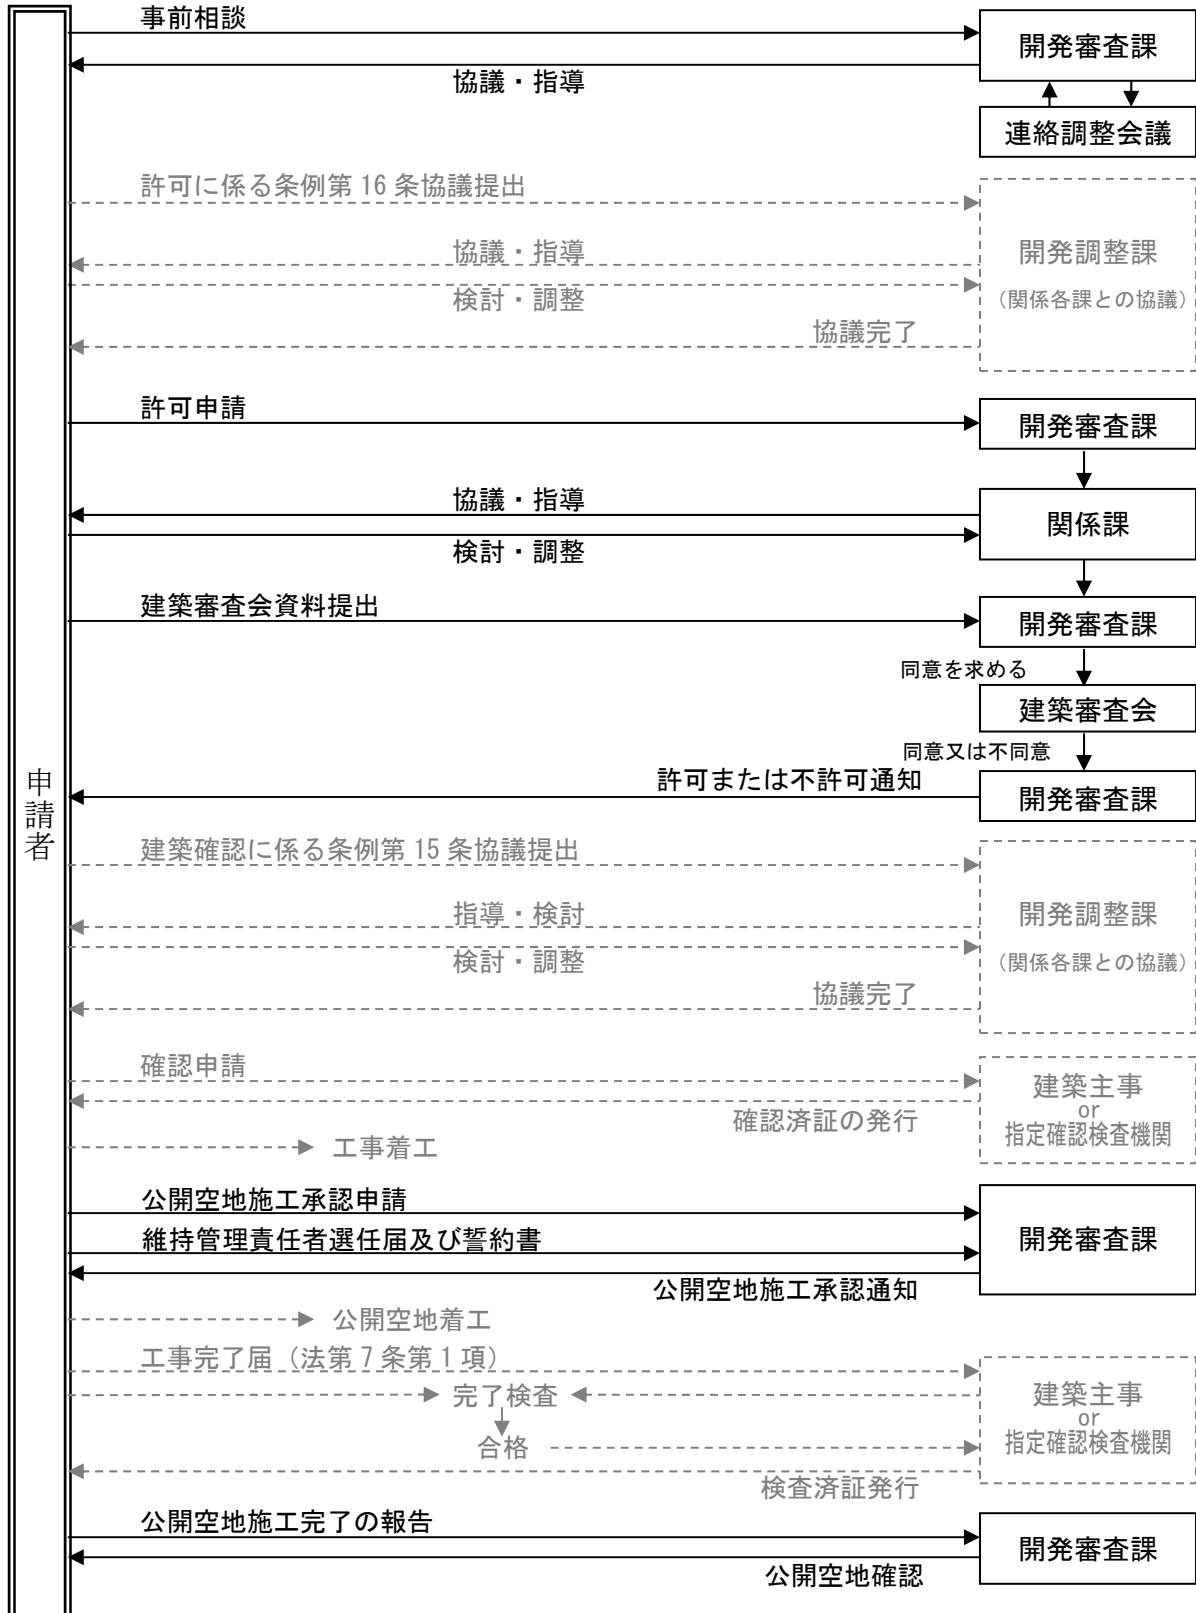 事前相談
開発審査課
協議・指導
連絡調整会議
許可に係る条例第 16 条協議提出
協議・指導
開発調整課
検討・調整
（関係各課との協議）
協議完了
許可申請
開発審査課
協議・指導
関係課
検討・調整
建築審査会資料提出
開発審査課
同意を求める
建築審査会
同意又は不同意
許可または不許可通知
開発審査課
申請者
建築確認に係る条例第 15 条協議提出
指導・検討
開発調整課
検討・調整
（関係各課との協議）
協議完了
確認申請
建築主事
or
指定確認検査機関
確認済証の発行
工事着工
公開空地施工承認申請
維持管理責任者選任届及び誓約書
開発審査課
公開空地施工承認通知
公開空地着工
工事完了届（法第 7 条第 1 項）
完了検査
建築主事
or
指定確認検査機関
合格
検査済証発行
公開空地施工完了の報告
開発審査課
公開空地確認